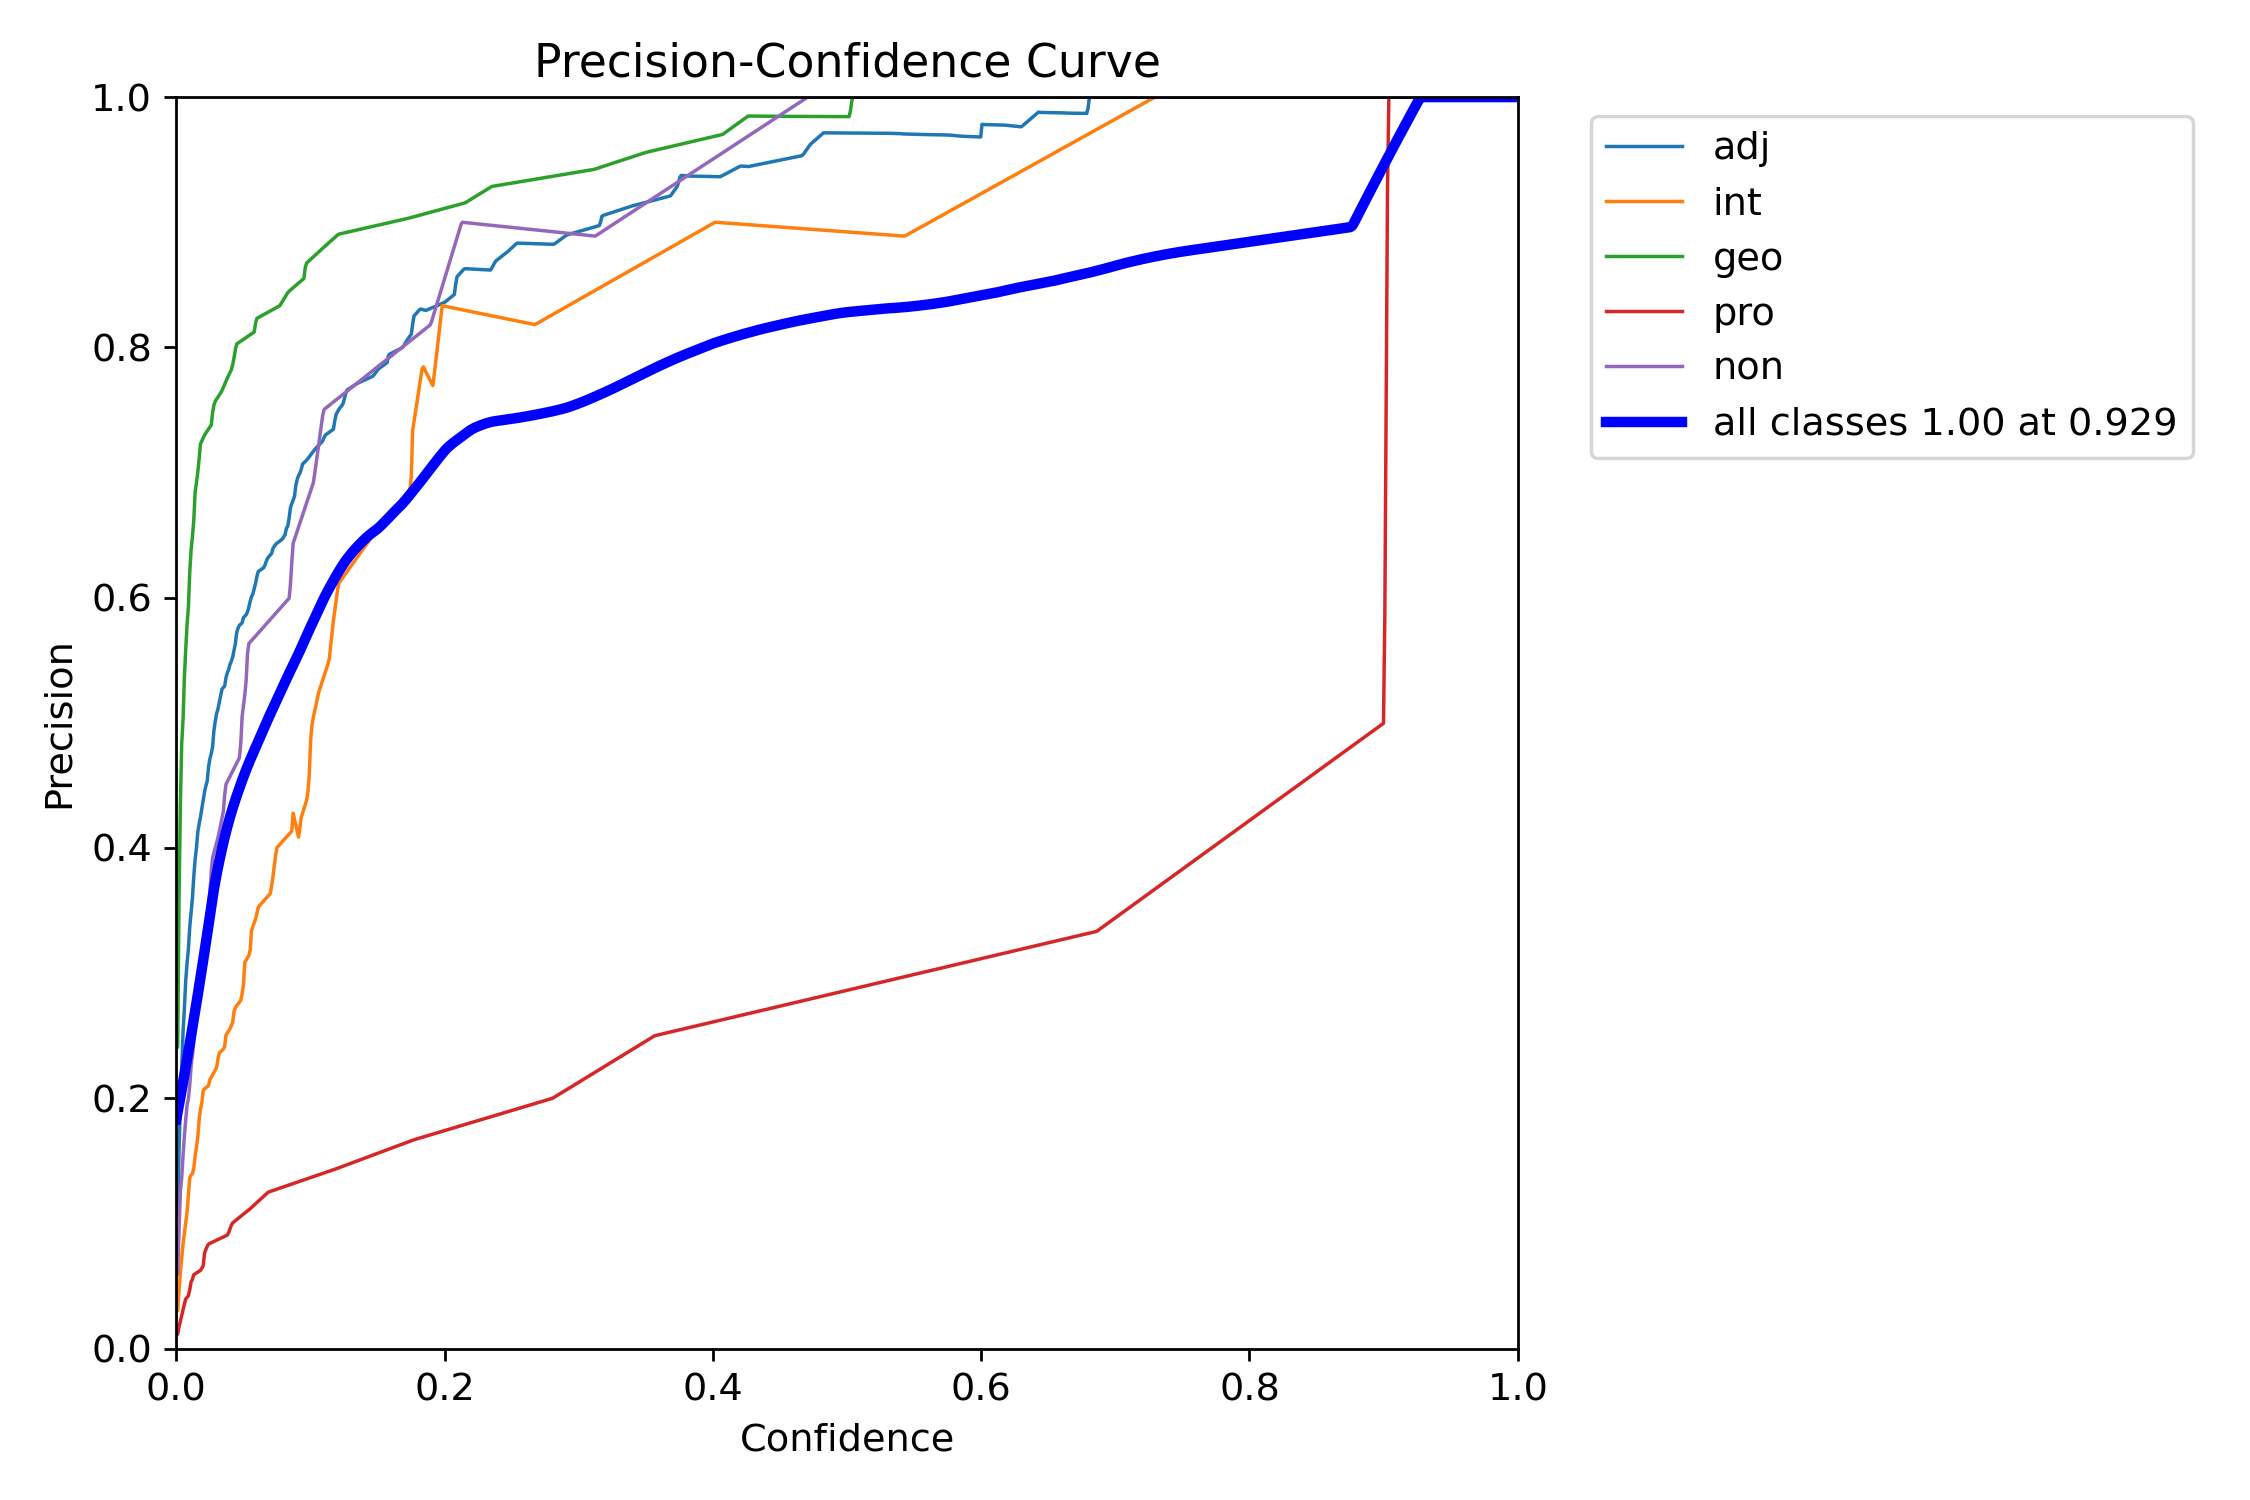 Precision-Confidence Curve
1.0
0.8
0.6
0.4
0.2
0.0
Precision
0.0 0.2 0.4 0.6 0.8 1.0
Confidence
adj
int
geo
pro
non
all classes 1.00 at 0.929